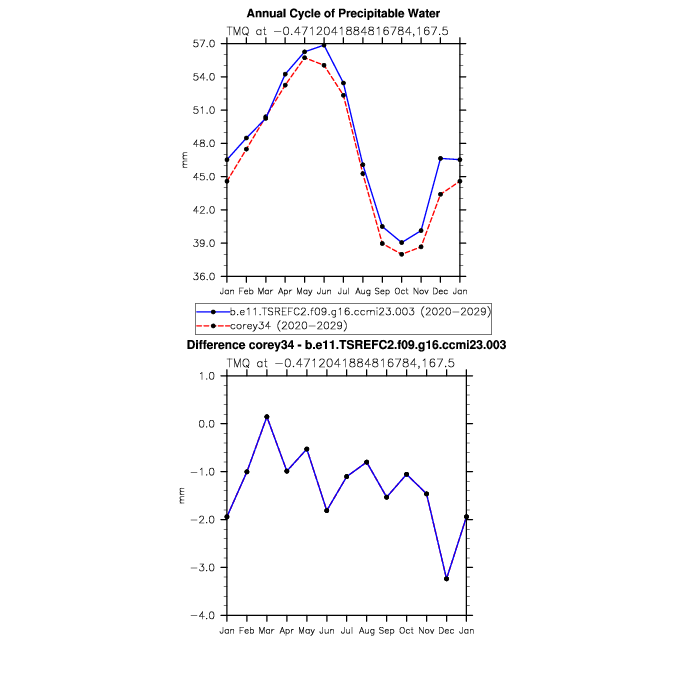 Annual Cycle of Precipitable Water
TMQ at −0.4712041884816784,167.5
57.0
54.0
51.0
48.0
45.0
42.0
39.0
36.0
mm
Jan Feb Mar Apr May Jun Jul Aug Sep Oct Nov Dec Jan
b.e11.TSREFC2.f09.g16.ccmi23.003 (2020−2029)
corey34 (2020−2029)
Difference corey34 - b.e11.TSREFC2.f09.g16.ccmi23.003
TMQ at −0.4712041884816784,167.5
1.0
0.0
−1.0
−2.0
−3.0
−4.0
mm
Jan Feb Mar Apr May Jun Jul Aug Sep Oct Nov Dec Jan